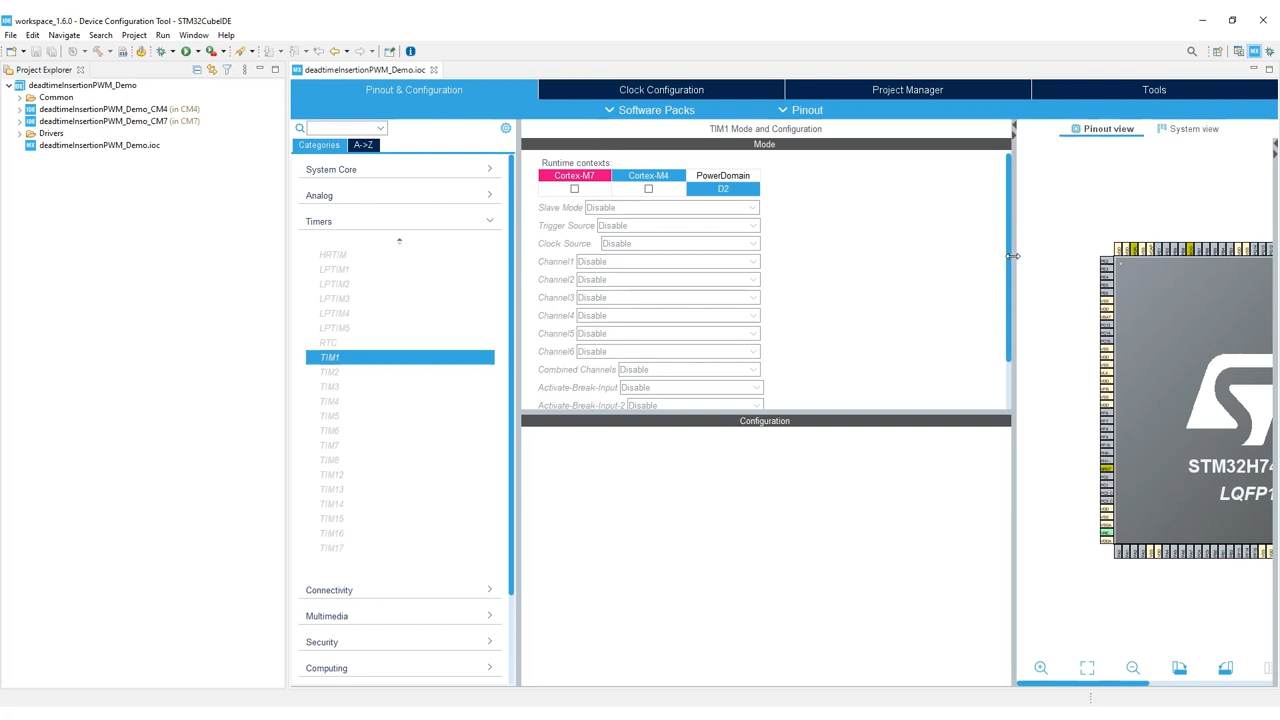 workspace_1.6.0 - Device Configuration Tool - STM32CubeIDE
File Edit Navigate Search Project Run Window Help
Project Explorer
deadtimeInsertionPWM_Demo
Common
deadtimeInsertionPWM_Demo_CM4 (in CM4)
deadtimeInsertionPWM_Demo_CM7 (in CM7)
Drivers
deadtimeInsertionPWM_Demo.ioc
deadtimeInsertionPWM_Demo.ioc
Pinout & Configuration
Clock Configuration
Project Manager
Tools
Software Packs
Pinout
Categories
A->Z
System Core
Analog
Timers
HRTIM
LPTIM1
LPTIM2
LPTIM3
LPTIM4
LPTIM5
RTC
TIM1
TIM2
TIM3
TIM4
TIM5
TIM6
TIM7
TIM8
TIM12
TIM13
TIM14
TIM15
TIM16
TIM17
Connectivity
Multimedia
Security
Computing
TIM1 Mode and Configuration
Mode
Runtime contexts:
Cortex-M7 Cortex-M4 PowerDomain
D2
Slave Mode Disable
Trigger Source Disable
Clock Source Disable
Channel1 Disable
Channel2 Disable
Channel3 Disable
Channel4 Disable
Channel5 Disable
Channel6 Disable
Combined Channels Disable
Activate-Break-Input Disable
Activate-Break-Input-2 Disable
Configuration
Pinout view
System view
STM32H74
LQFP1